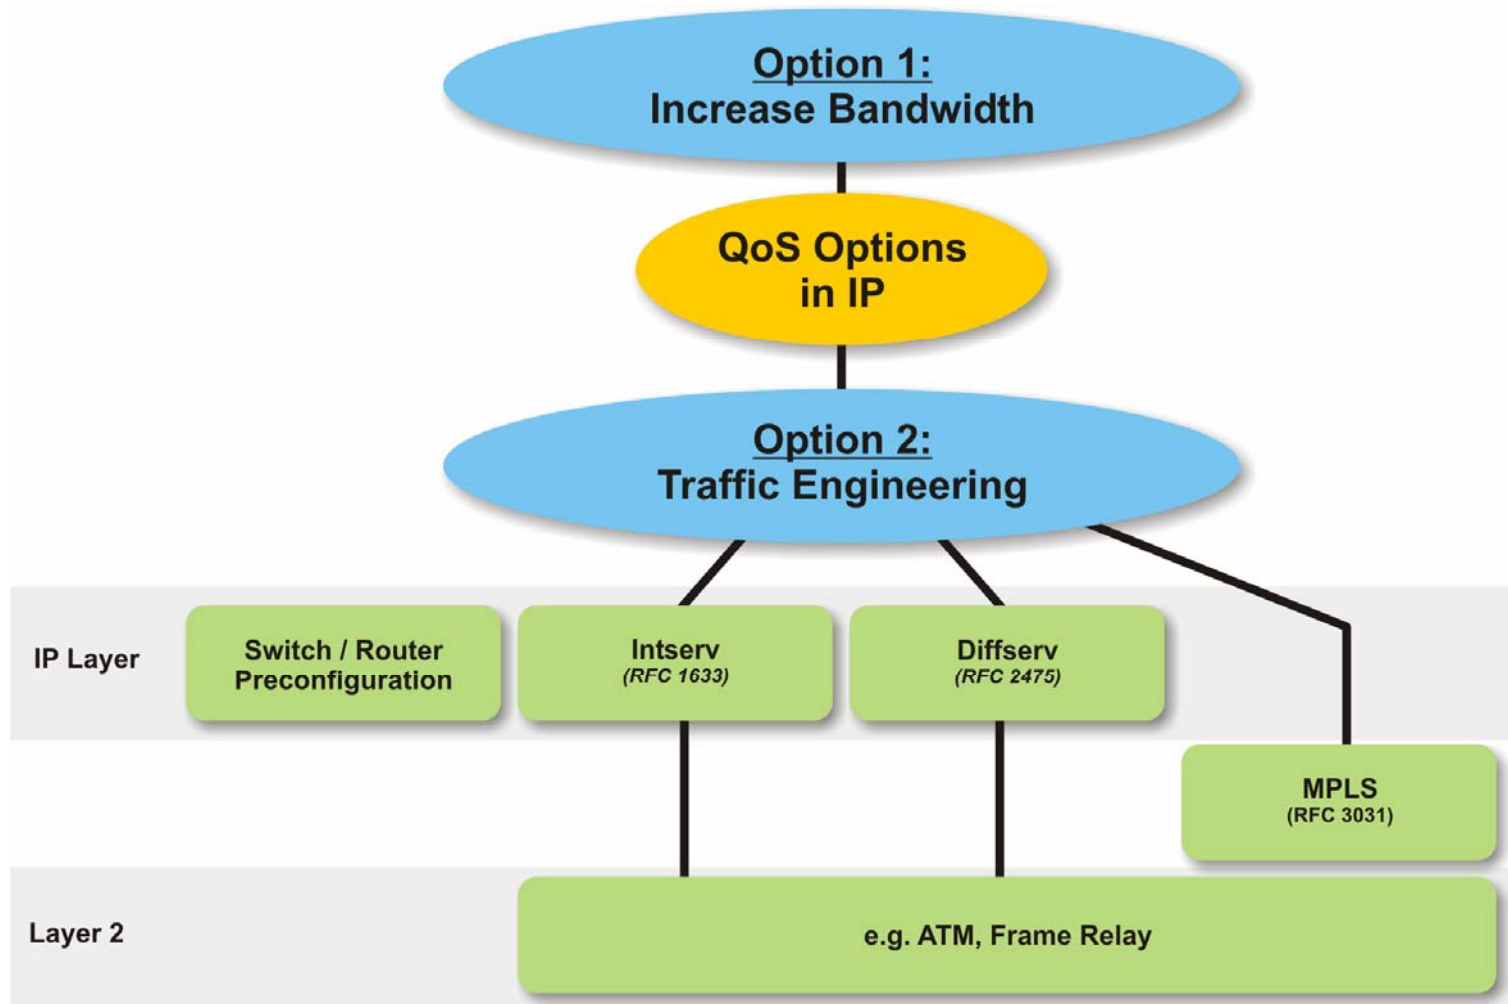 Option 1:
Increase Bandwidth
QoS Options
in IP
Option 2:
Traffic Engineering
IP Layer
Switch / Router
Preconfiguration
Intserv
(RFC 1633)
Diffserv
(RFC 2475)
MPLS
(RFC 3031)
Layer 2
e.g. ATM, Frame Relay